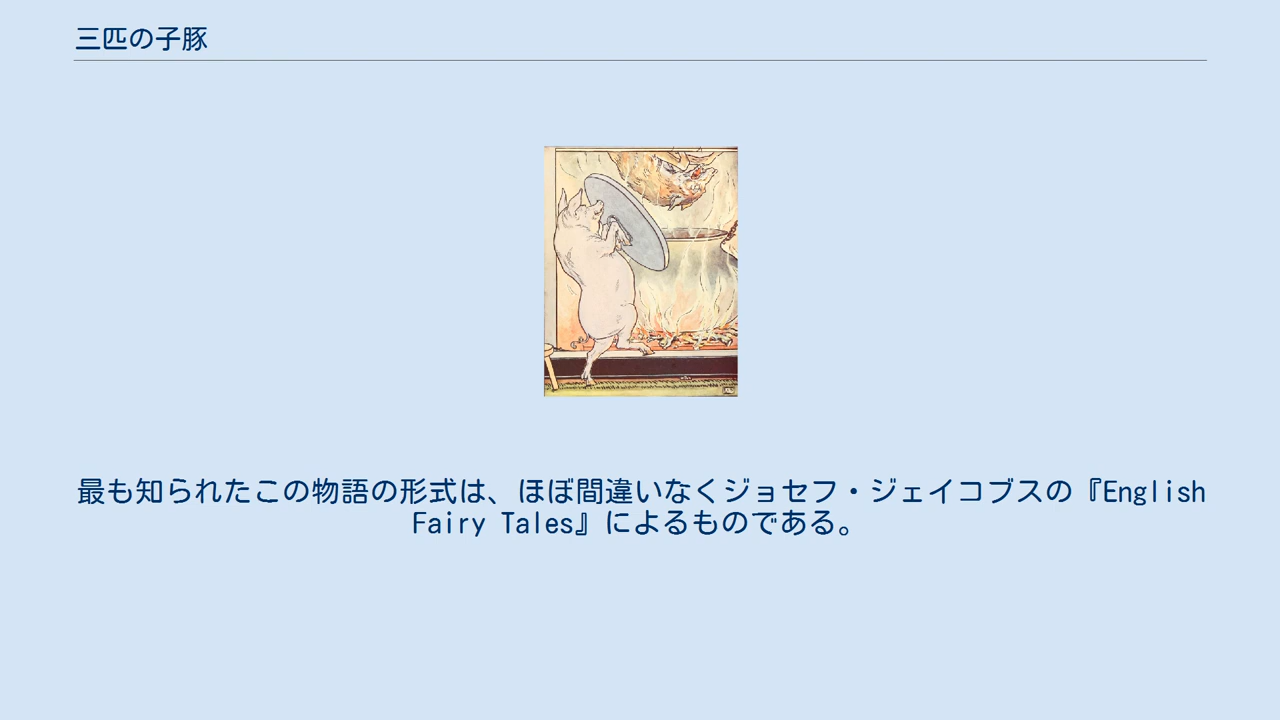 三匹の子豚
最も知られたこの物語の形式は、ほぼ間違いなくジョセフ・ジェイコブスの『English
Fairy Tales』によるものである。